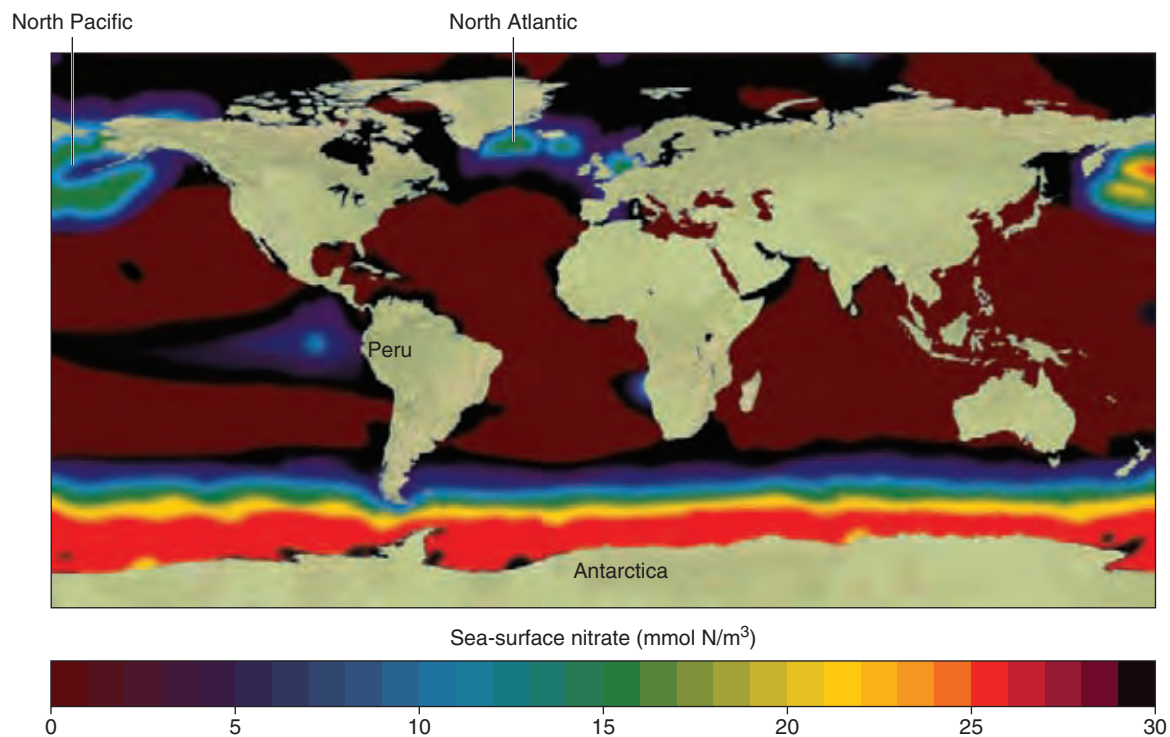 North Pacific
North Atlantic
Peru
Antarctica
Sea-surface nitrate (mmol N/m³)
0 5 10 15 20 25 30